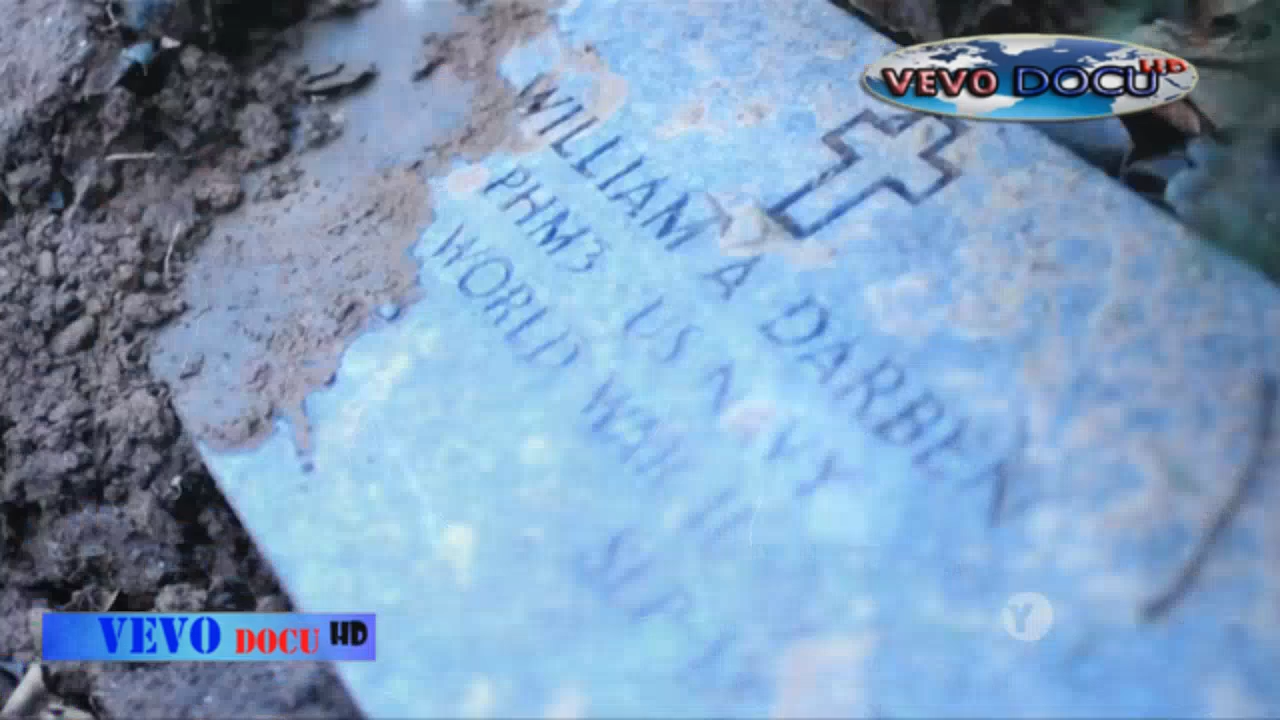 VEVO DOCU HD
WILLIAM A DARBEN
PHM3 US NAVY
WORLD WAR II
VEVO DOCU HD
Y